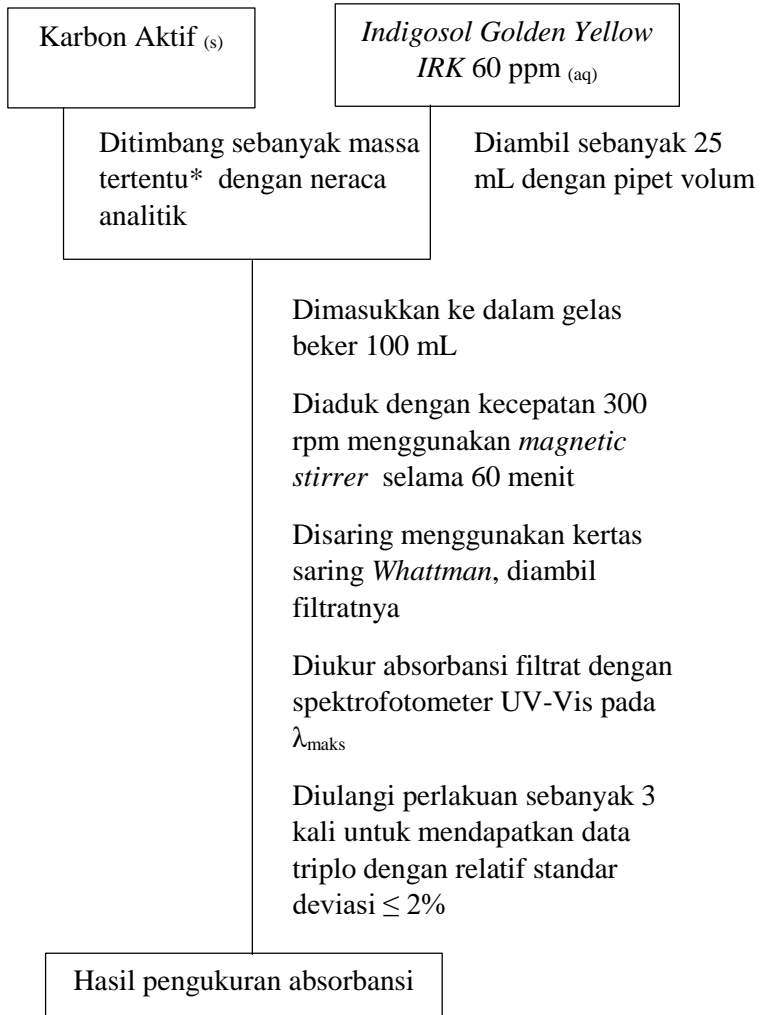 Karbon Aktif (s)
Indigosol Golden Yellow
IRK 60 ppm (aq)
Ditimbang sebanyak massa
tertentu* dengan neraca
analitik
Diambil sebanyak 25
mL dengan pipet volum
Dimasukkan ke dalam gelas
beker 100 mL
Diaduk dengan kecepatan 300
rpm menggunakan magnetic
stirrer selama 60 menit
Disaring menggunakan kertas
saring Whattman, diambil
filtratnya
Diukur absorbansi filtrat dengan
spektrofotometer UV-Vis pada
λmaks
Diulangi perlakuan sebanyak 3
kali untuk mendapatkan data
triplo dengan relatif standar
deviasi ≤ 2%
Hasil pengukuran absorbansi